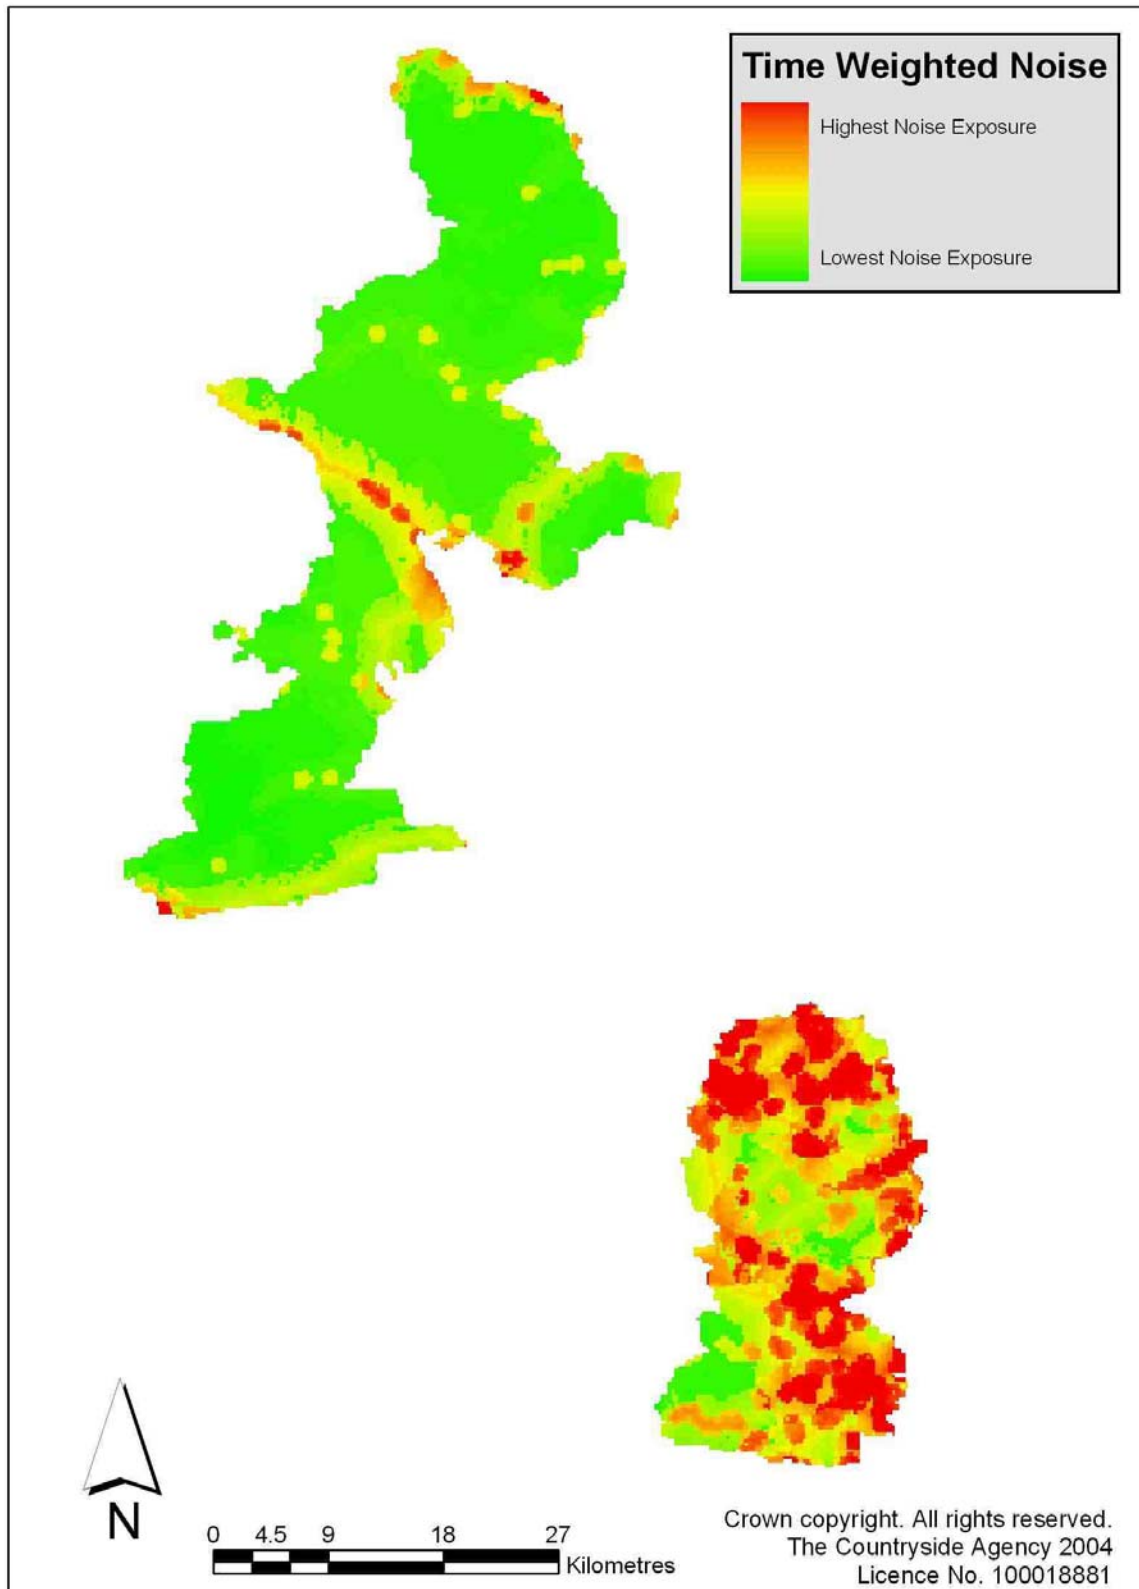 Time Weighted Noise
Highest Noise Exposure
Lowest Noise Exposure
N
0 4.5 9 18 27
Kilometres
Crown copyright. All rights reserved.
The Countryside Agency 2004
Licence No. 100018881